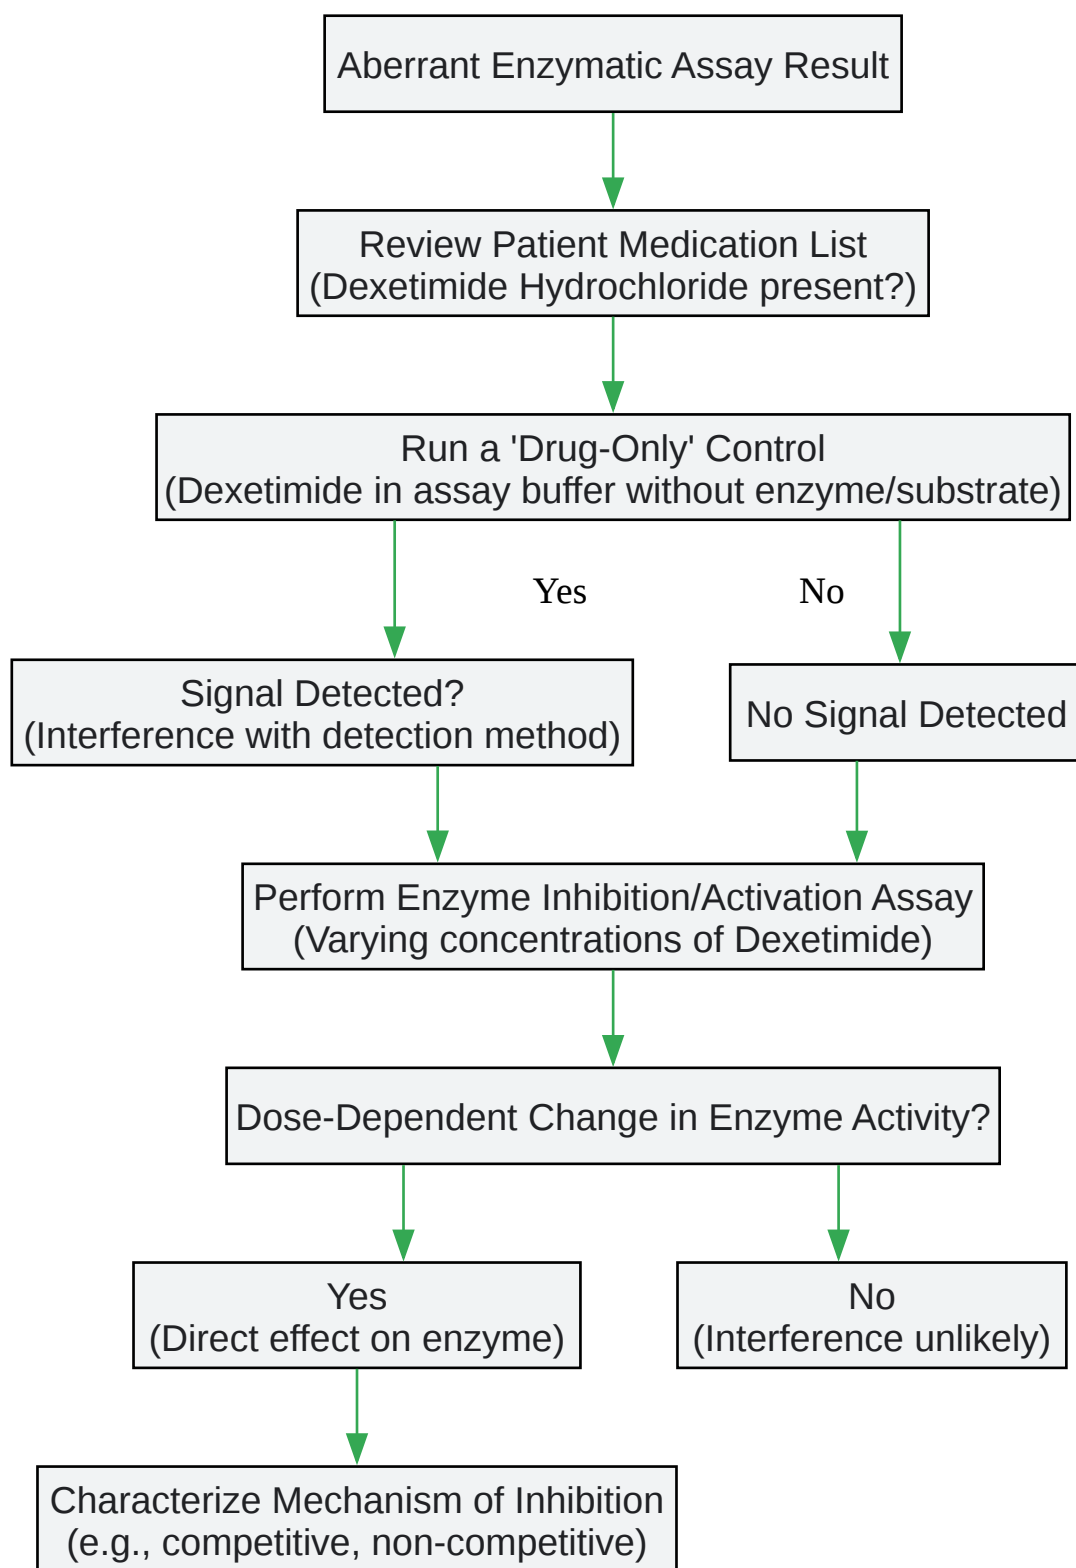 Aberrant Enzymatic Assay Result
Review Patient Medication List
(Dexetimide Hydrochloride present?)
Run a 'Drug-Only' Control
(Dexetimide in assay buffer without enzyme/substrate)
Yes
No
Signal Detected?
(Interference with detection method)
No Signal Detected
Perform Enzyme Inhibition/Activation Assay
(Varying concentrations of Dexetimide)
Dose-Dependent Change in Enzyme Activity?
Yes
(Direct effect on enzyme)
No
(Interference unlikely)
Characterize Mechanism of Inhibition
(e.g., competitive, non-competitive)